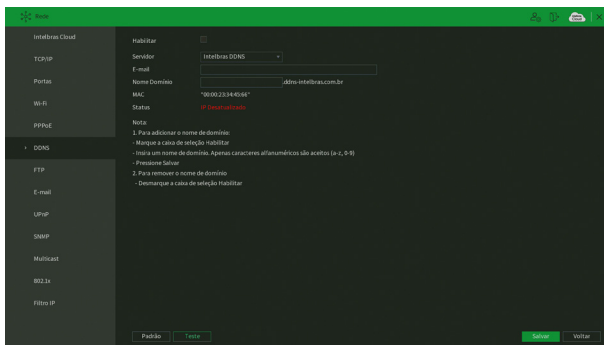 Rede
Intelbras Cloud
TCP/IP
Portas
Wi-Fi
PPPoE
DDNS
FTP
E-mail
UPnP
SNMP
Multicast
802.1x
Filtro IP
Habilitar
Servidor Intelbras DDNS
E-mail
Nome Domínio .ddns-intelbras.com.br
MAC "00:00:23:34:45:66"
Status IP Desatualizado
Nota:
1. Para adicionar o nome de domínio:
- Marque a caixa de seleção Habilitar
- Insira um nome de domínio. Apenas caracteres alfanuméricos são aceitos (a-z, 0-9)
- Pressione Salvar
2. Para remover o nome de domínio
- Desmarque a caixa de seleção Habilitar
Padrão Teste Salvar Voltar